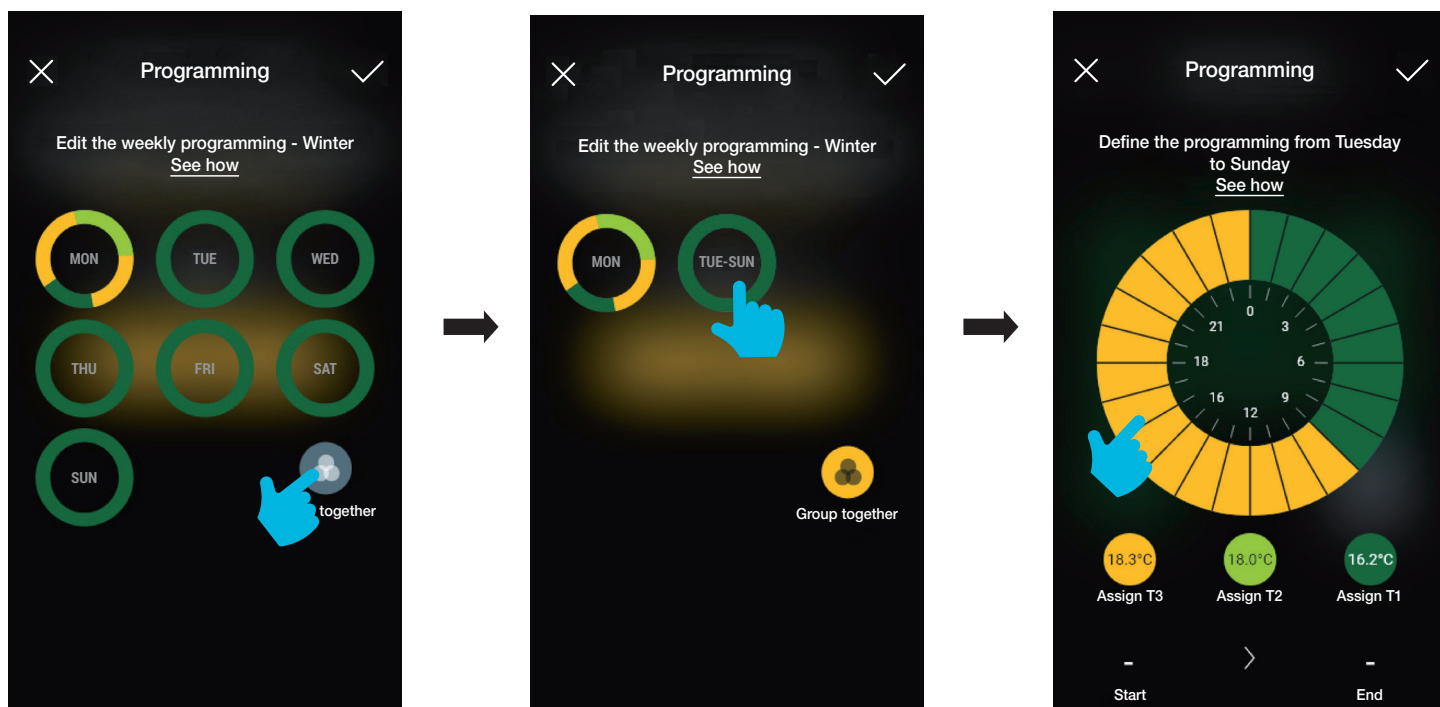 Programming
Edit the weekly programming - Winter
See how
MON
TUE
WED
THU
FRI
SAT
SUN
together
Programming
Edit the weekly programming - Winter
See how
MON
TUE-SUN
Group together
Programming
Define the programming from Tuesday
to Sunday
See how
0
21
3
18
6
16
9
12
18.3°C
18.0°C
16.2°C
Assign T3
Assign T2
Assign T1
-
-
Start
End